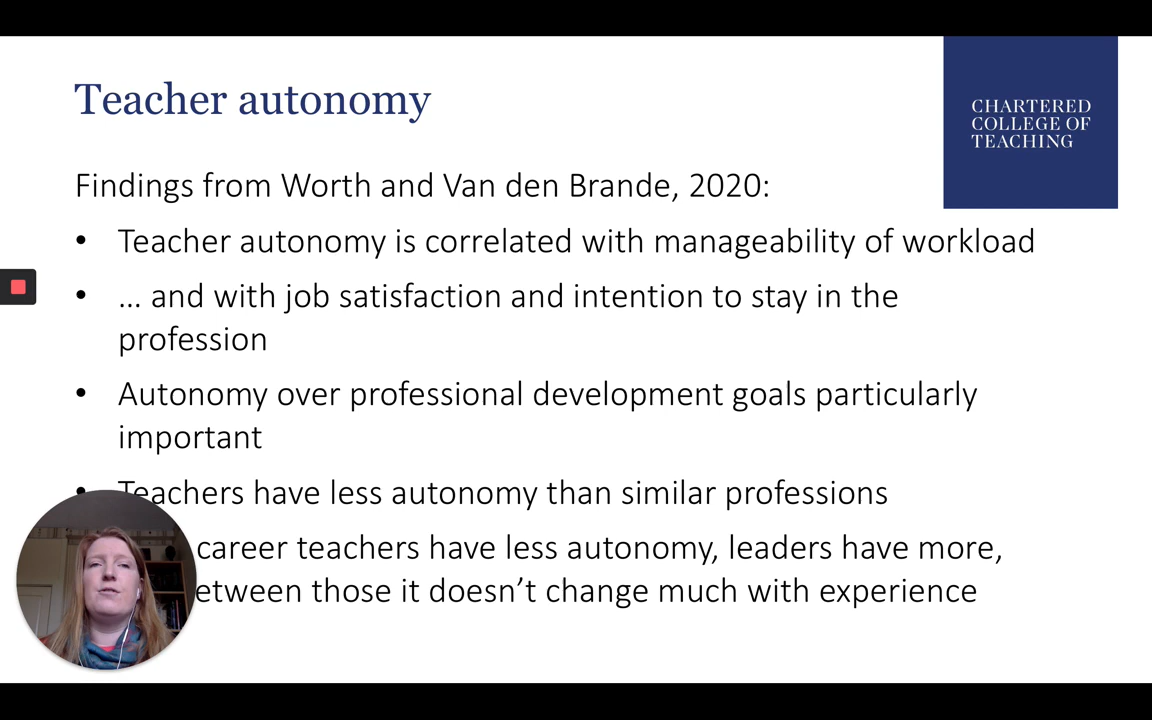 Teacher autonomy
CHARTERED
COLLEGE OF
TEACHING
Findings from Worth and Van den Brande, 2020:
• Teacher autonomy is correlated with manageability of workload
• … and with job satisfaction and intention to stay in the
profession
• Autonomy over professional development goals particularly
important
• Teachers have less autonomy than similar professions
career teachers have less autonomy, leaders have more,
those it doesn’t change much with experience